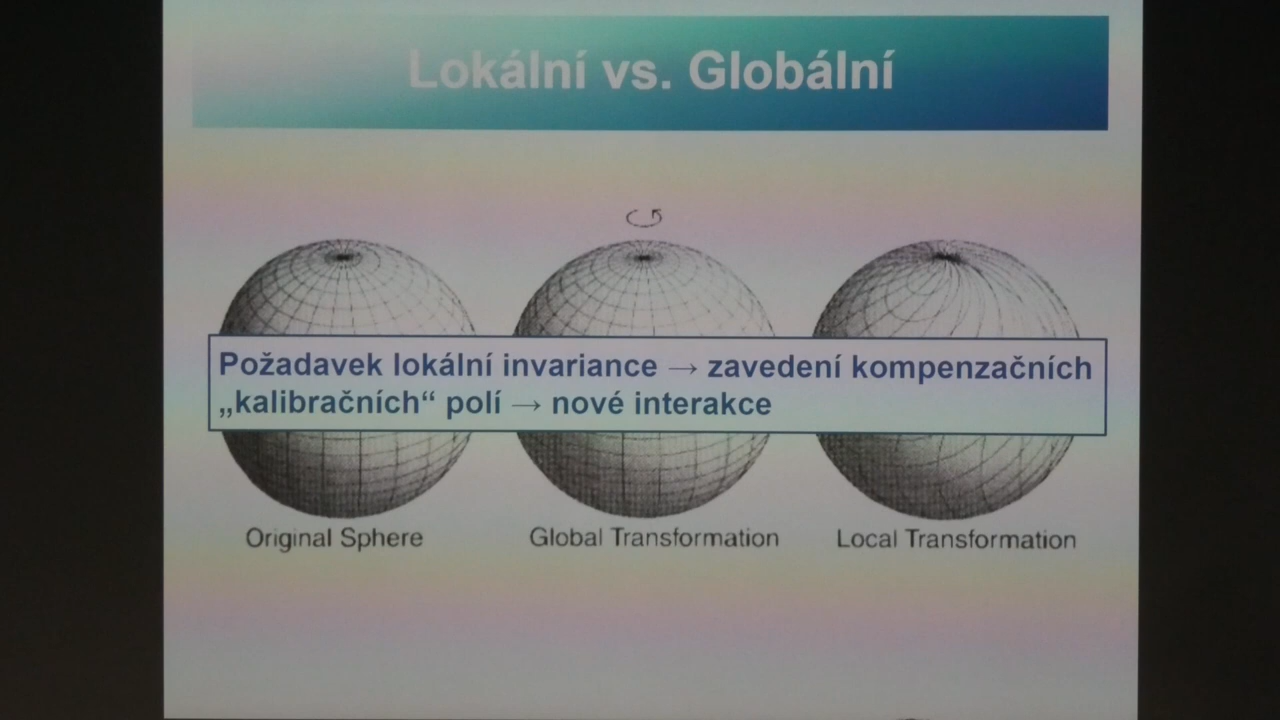 Lokální vs. Globální
Požadavek lokální invariance → zavedení kompenzačních
„kalibračních“ polí → nové interakce
Original Sphere
Global Transformation
Local Transformation